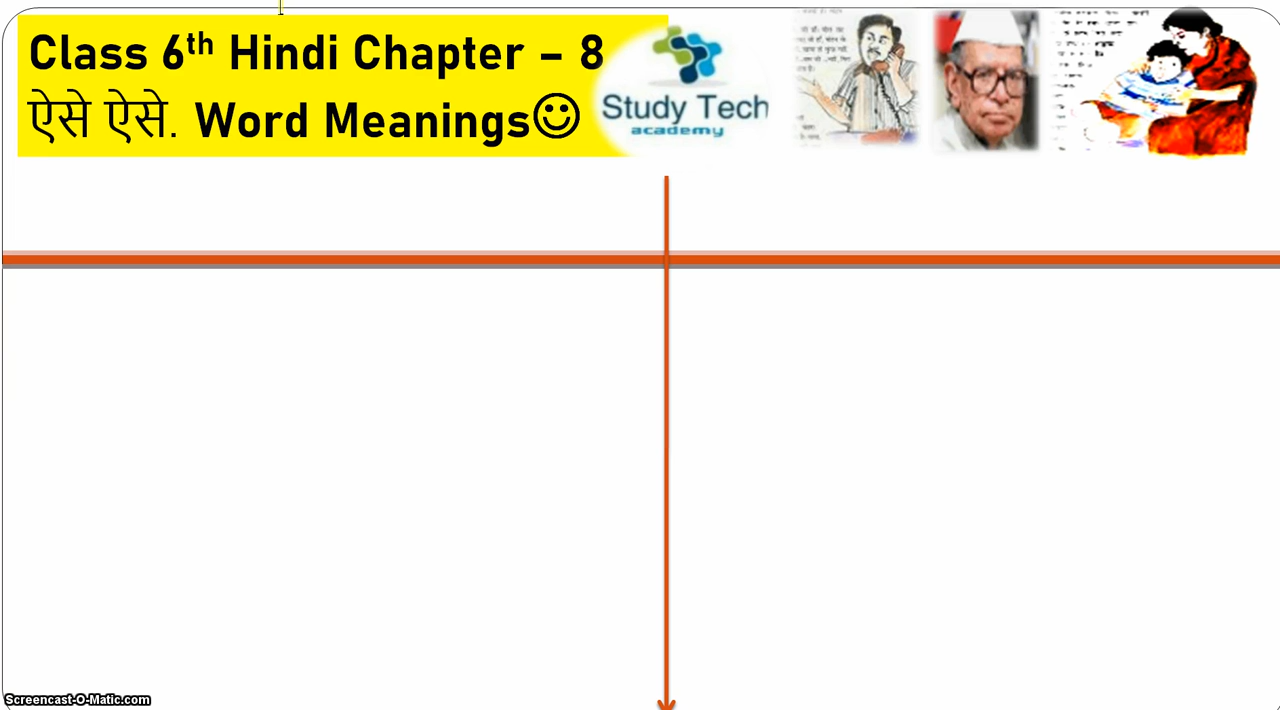 Class 6th Hindi Chapter – 8
ऐसे ऐसे. Word Meanings☺
Study Tech
academy
Screencast-O-Matic.com